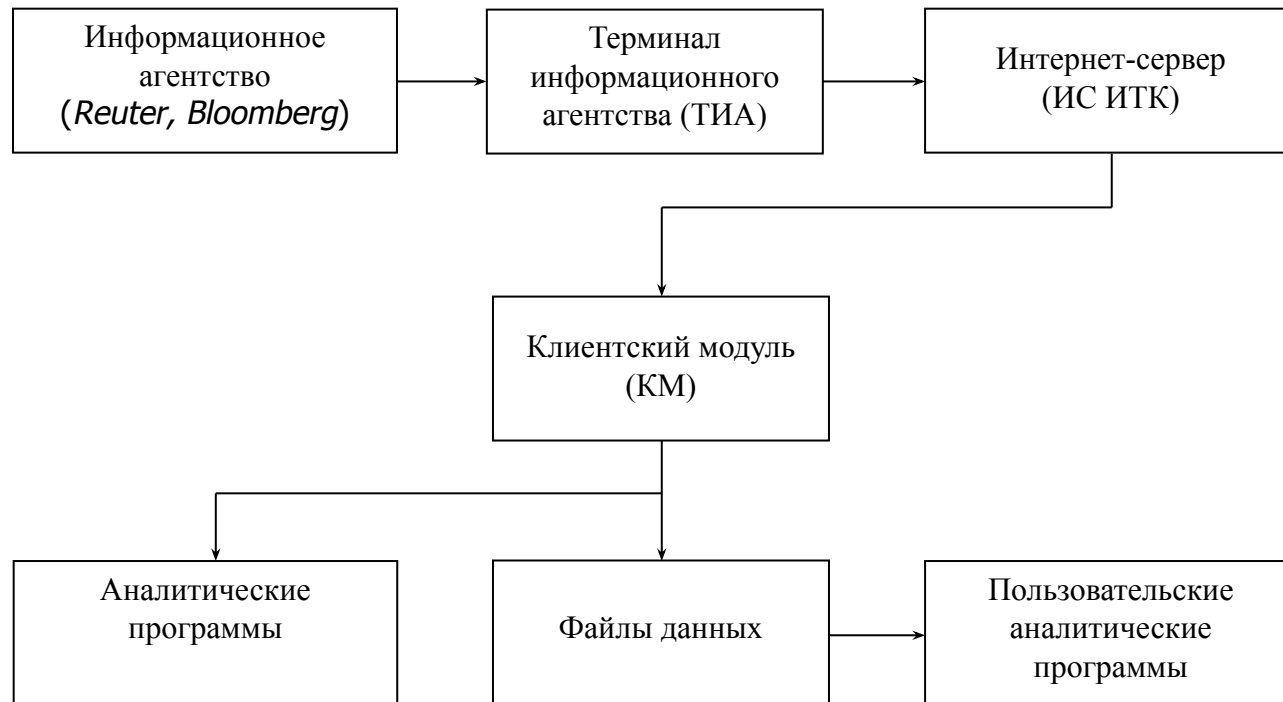 Информационное
агентство
(Reuter, Bloomberg)
Терминал
информационного
агентства (ТИА)
Интернет-сервер
(ИС ИТК)
Клиентский модуль
(КМ)
Аналитические
программы
Файлы данных
Пользовательские
аналитические
программы